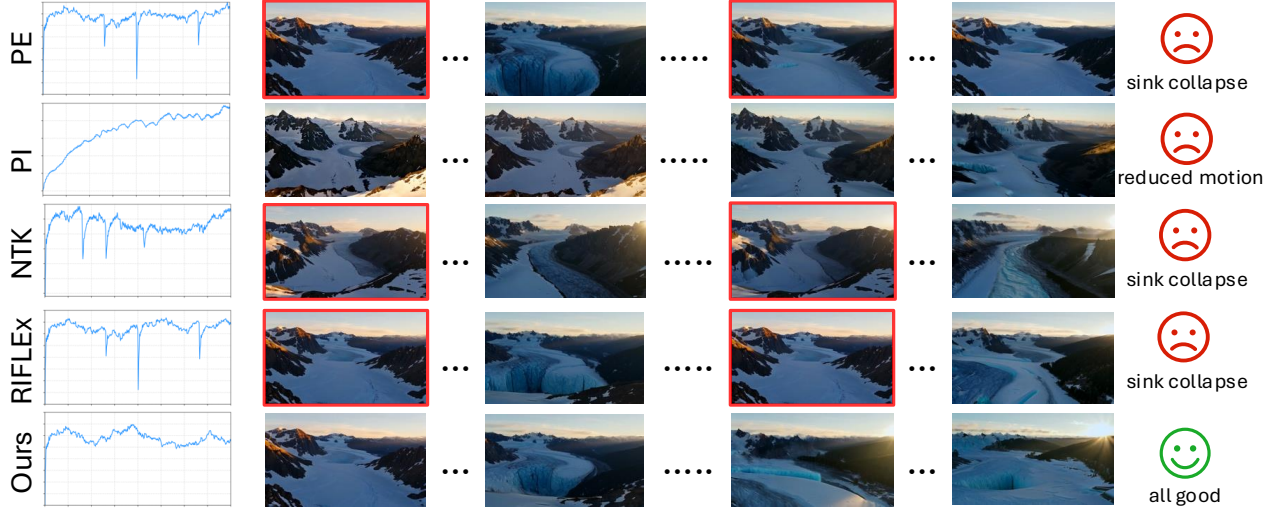 PE
sink collapse
PI
reduced motion
NTK
sink collapse
RIFLEx
sink collapse
Ours
all good